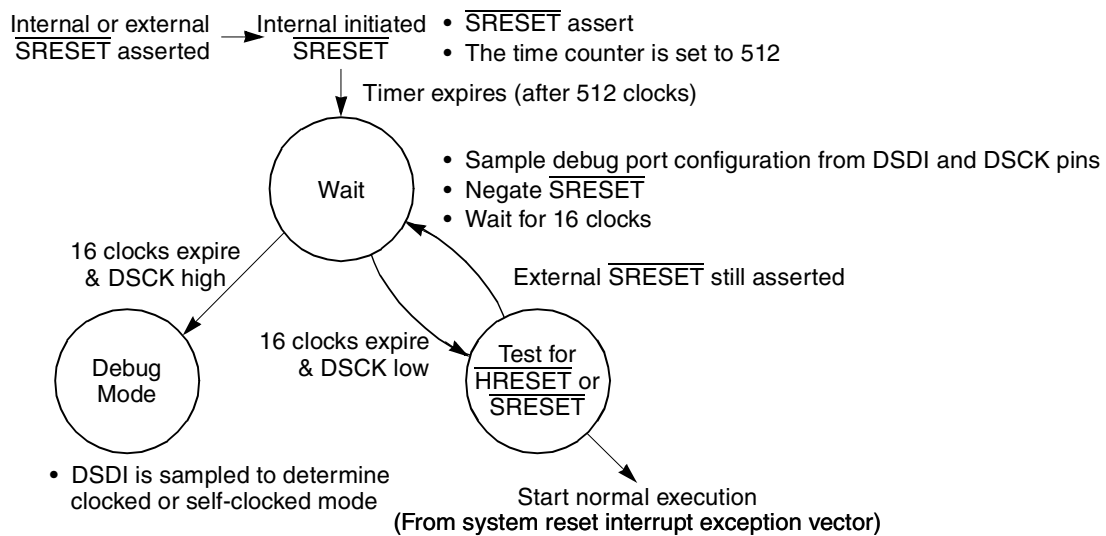 Internal or external
SRESET asserted
Internal initiated
SRESET
• SRESET assert
• The time counter is set to 512
Timer expires (after 512 clocks)
Wait
• Sample debug port configuration from DSDI and DSCK pins
• Negate SRESET
• Wait for 16 clocks
16 clocks expire
& DSCK high
External SRESET still asserted
16 clocks expire
& DSCK low
Debug
Mode
Test for
HRESET or
SRESET
• DSDI is sampled to determine
clocked or self-clocked mode
Start normal execution
(From system reset interrupt exception vector)